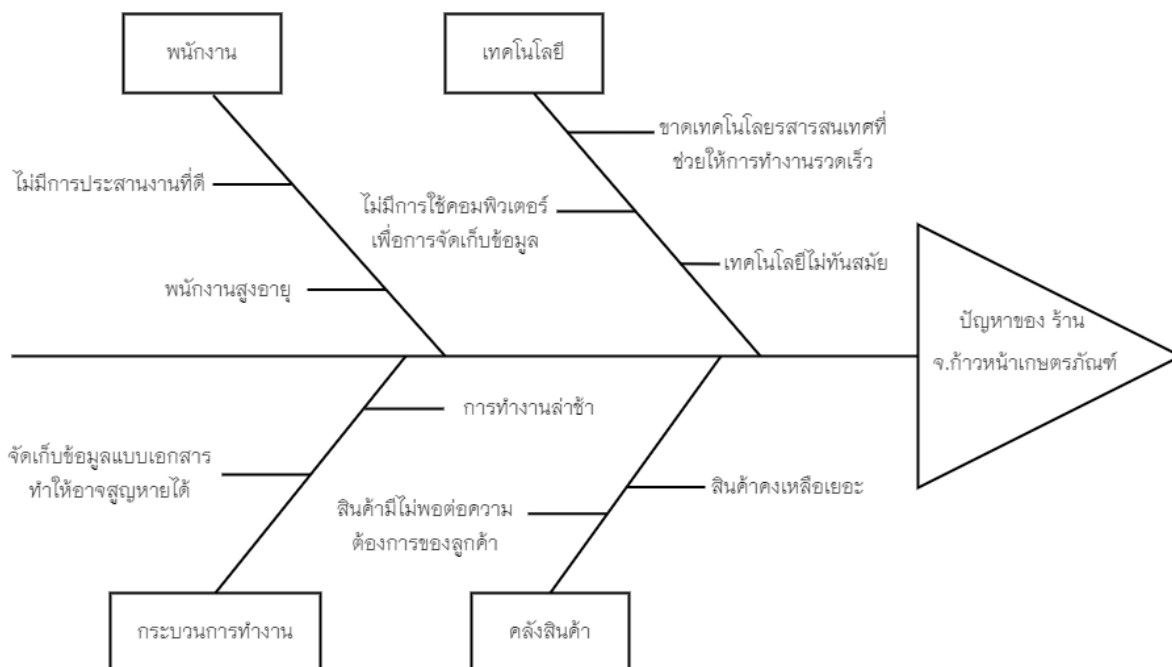 พนักงาน
เทคโนโลยี
ขาดเทคโนโลยรสารสนเทศที่
ช่วยให้การทำงานรวดเร็ว
ไม่มีการประสานงานที่ดี
ไม่มีการใช้คอมพิวเตอร์
เพื่อการจัดเก็บข้อมูล
เทคโนโลยีไม่ทันสมัย
พนักงานสูงอายุ
ปัญหาของ ร้าน
จ.ก้าวหน้าเกษตรภัณฑ์
การทำงานล่าช้า
จัดเก็บข้อมูลแบบเอกสาร
ทำให้อาจสูญหายได้
สินค้าคงเหลือเยอะ
สินค้ามีไม่พอต่อความ
ต้องการของลูกค้า
กระบวนการทำงาน
คลังสินค้า